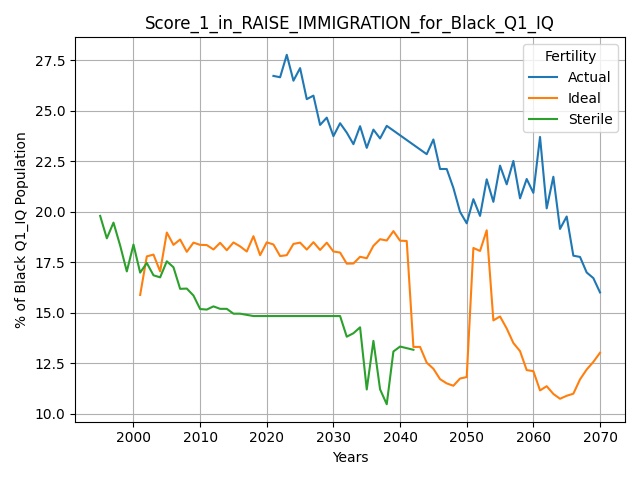 Score_1_in_RAISE_IMMIGRATION_for_Black_Q1_IQ
% of Black Q1_IQ Population
27.5
25.0
22.5
20.0
17.5
15.0
12.5
10.0
Fertility
Actual
Ideal
Sterile
2000 2010 2020 2030 2040 2050 2060 2070
Years